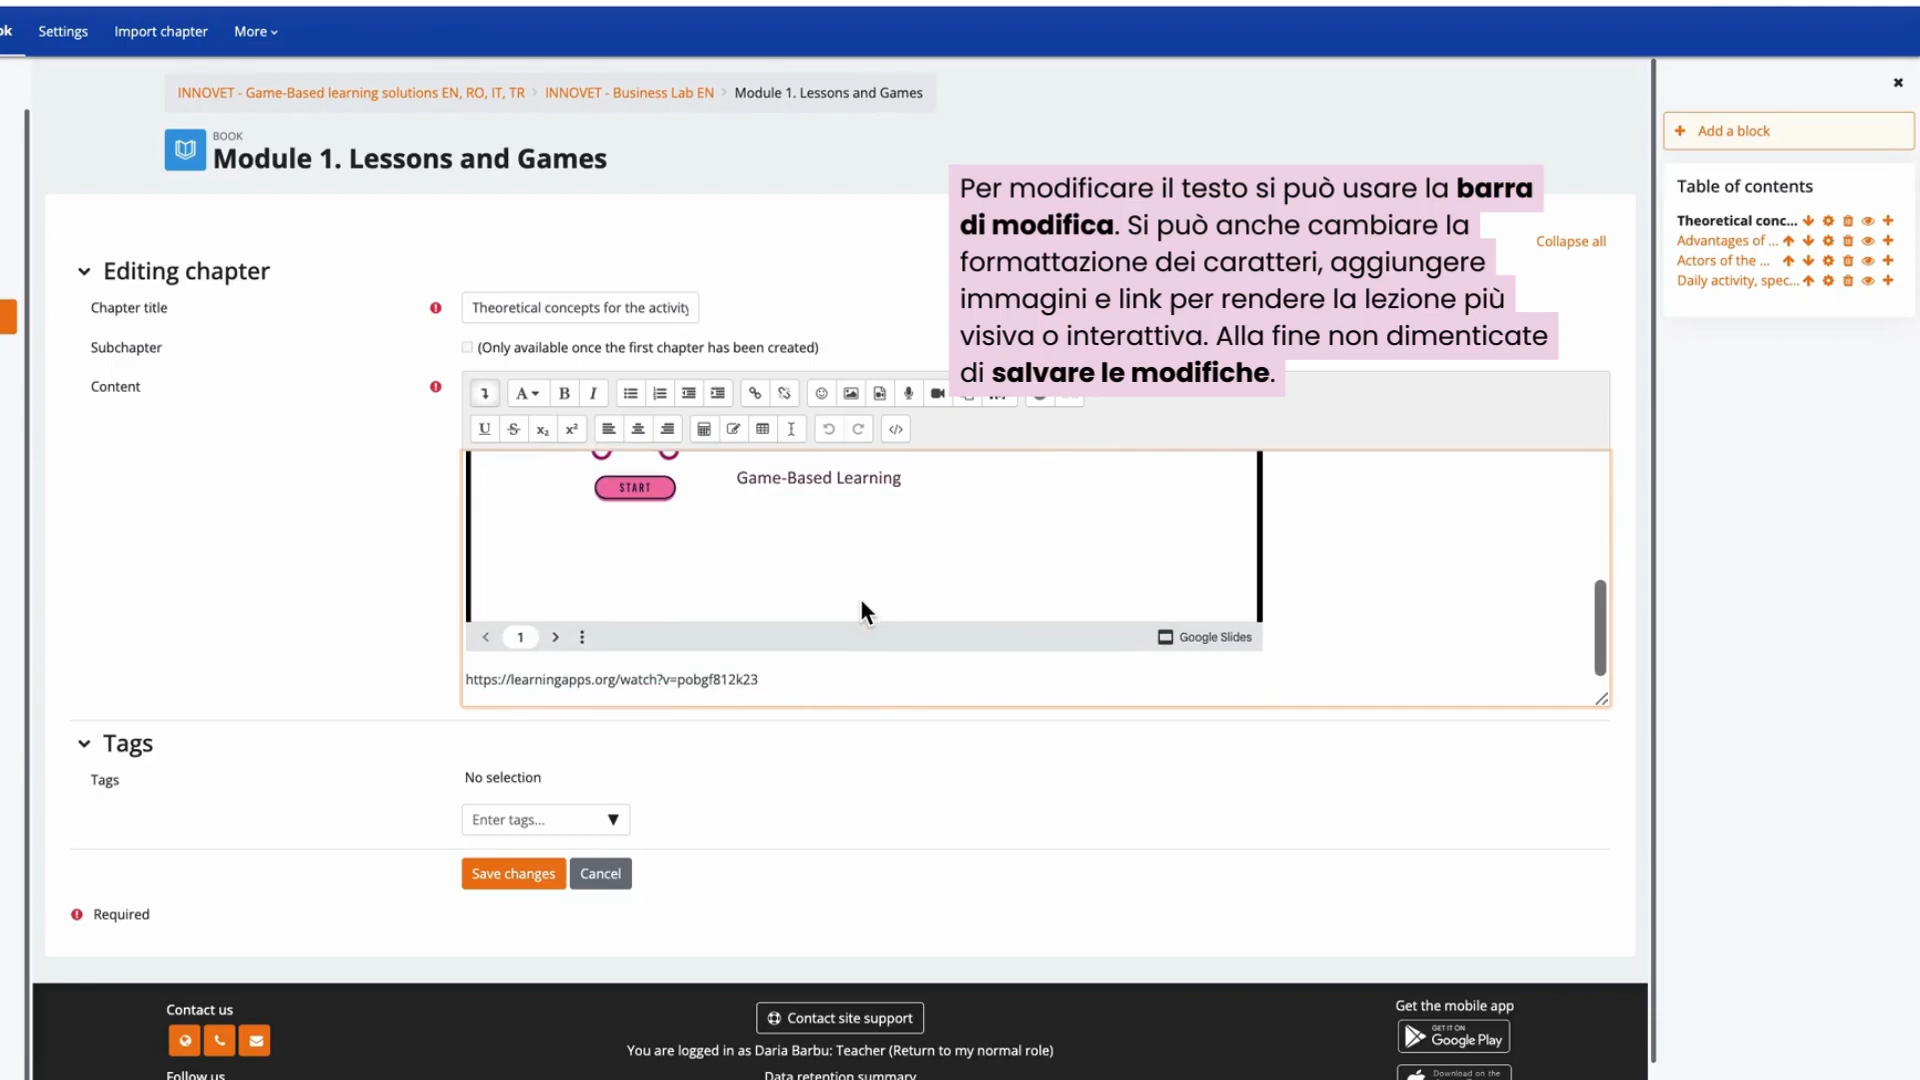 ok Settings Import chapter More
INNOVET - Game-Based learning solutions EN, RO, IT, TR > INNOVET - Business Lab EN > Module 1. Lessons and Games
BOOK
Module 1. Lessons and Games
Per modificare il testo si può usare la barra
di modifica. Si può anche cambiare la
formattazione dei caratteri, aggiungere
immagini e link per rendere la lezione più
visiva o interattiva. Alla fine non dimenticate
di salvare le modifiche.
Collapse all
Editing chapter
Chapter title
Theoretical concepts for the activity
Subchapter
(Only available once the first chapter has been created)
Content
A B I
U S x₂ x²
START
Game-Based Learning
1
Google Slides
https://learningapps.org/watch?v=pobgf812k23
Tags
Tags
No selection
Enter tags...
Save changes Cancel
Required
Add a block
Table of contents
Theoretical conc...
Advantages of ...
Actors of the ...
Daily activity, spec...
Contact us
Follow us
Contact site support
You are logged in as Daria Barbu: Teacher (Return to my normal role)
Data retention summary
Get the mobile app
GET IT ON
Google Play
Download on the